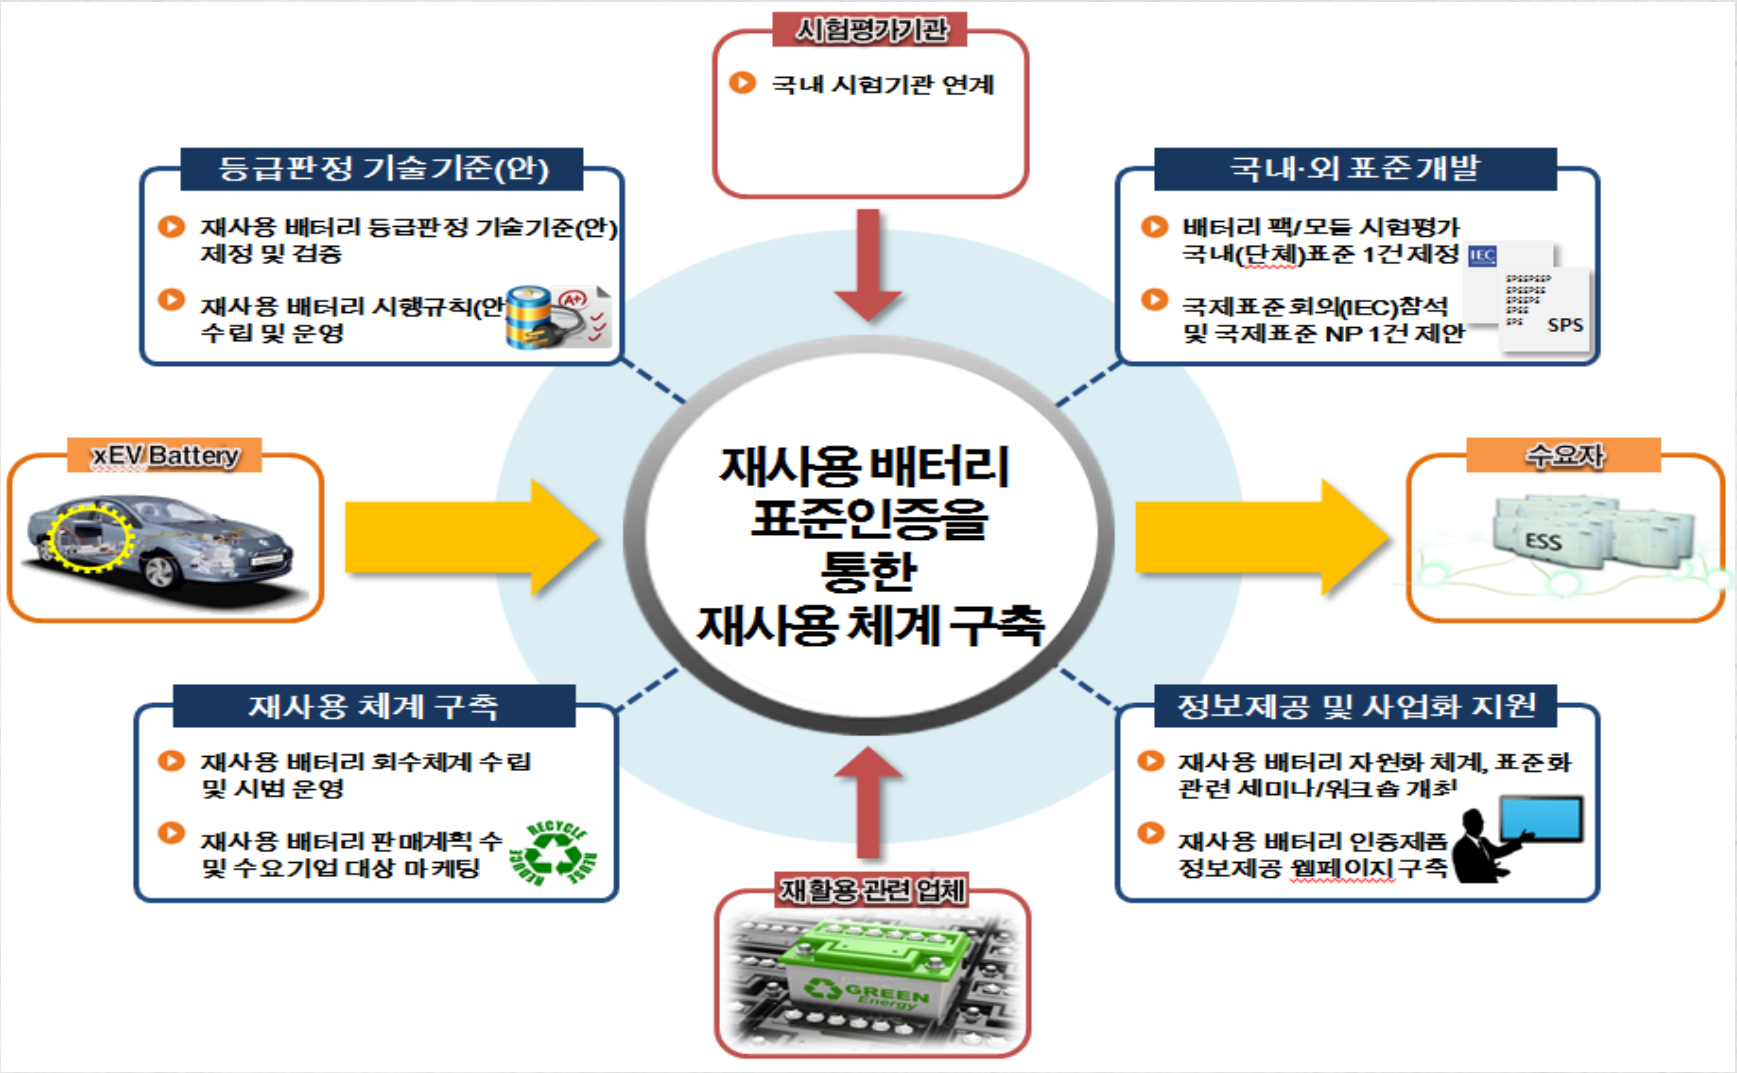 시험평가기관
국내 시험기관 연계
등급판정 기술기준(안)
재사용 배터리 등급판정 기술기준(안)
제정 및 검증
재사용 배터리 시행규칙(안
수립 및 운영
A+
국내·외 표준개발
배터리 팩/모듈 시험평가
국내(단체)표준 1건 제정
국제표준회의(IEC)참석
및 국제표준 NP 1건 제안
IEC
SPSPSPSP
SPSPSPS
SPSPS
SPSP
SPS
SPS
xEV Battery
재사용 배터리
표준인증을
통한
재사용 체계 구축
수요자
ESS
재사용 체계 구축
재사용 배터리 회수체계 수립
및 시범 운영
재사용 배터리 판매계획 수
및 수요기업 대상 마케팅
RECYCLE
REUSE
REDUCE
정보제공 및 사업화 지원
재사용 배터리 자원화 체계, 표준화
관련 세미나/워크숍 개최
재사용 배터리 인증제품
정보제공 웹페이지 구축
재활용 관련 업체
GREEN
Energy